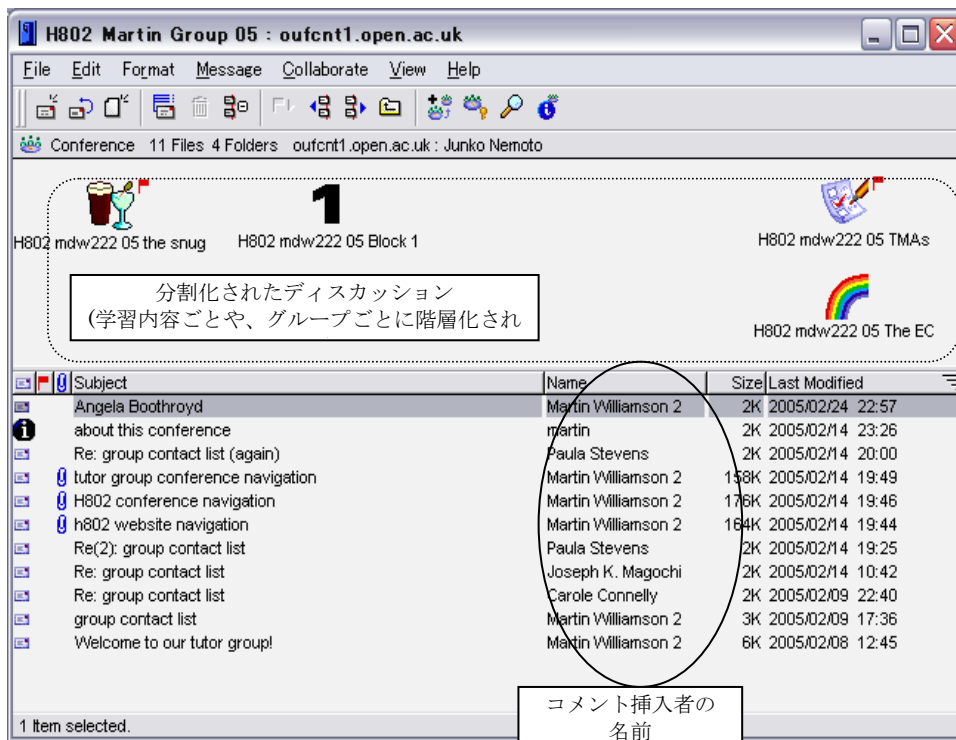 H802 Martin Group 05 : oufcnt1.open.ac.uk
File Edit Format Message Collaborate View Help
Conference 11 Files 4 Folders oufcnt1.open.ac.uk : Junko Nemoto
1
H802 mdw222 05 the snug H802 mdw222 05 Block 1 H802 mdw222 05 TMAs
分割化されたディスカッション
(学習内容ごとや、グループごとに階層化され
H802 mdw222 05 The EC
Subject Name Size Last Modified
Angela Boothroyd Martin Williamson 2 2K 2005/02/24 22:57
about this conference martin 2K 2005/02/14 23:26
Re: group contact list (again) Paula Stevens 2K 2005/02/14 20:00
tutor group conference navigation Martin Williamson 2 158K 2005/02/14 19:49
H802 conference navigation Martin Williamson 2 176K 2005/02/14 19:46
h802 website navigation Martin Williamson 2 164K 2005/02/14 19:44
Re(2): group contact list Paula Stevens 2K 2005/02/14 19:25
Re: group contact list Joseph K. Magochi 2K 2005/02/14 10:42
Re: group contact list Carole Connelly 2K 2005/02/09 22:40
group contact list Martin Williamson 2 3K 2005/02/09 17:36
Welcome to our tutor group! Martin Williamson 2 6K 2005/02/08 12:45
コメント挿入者の
名前
1 Item selected.